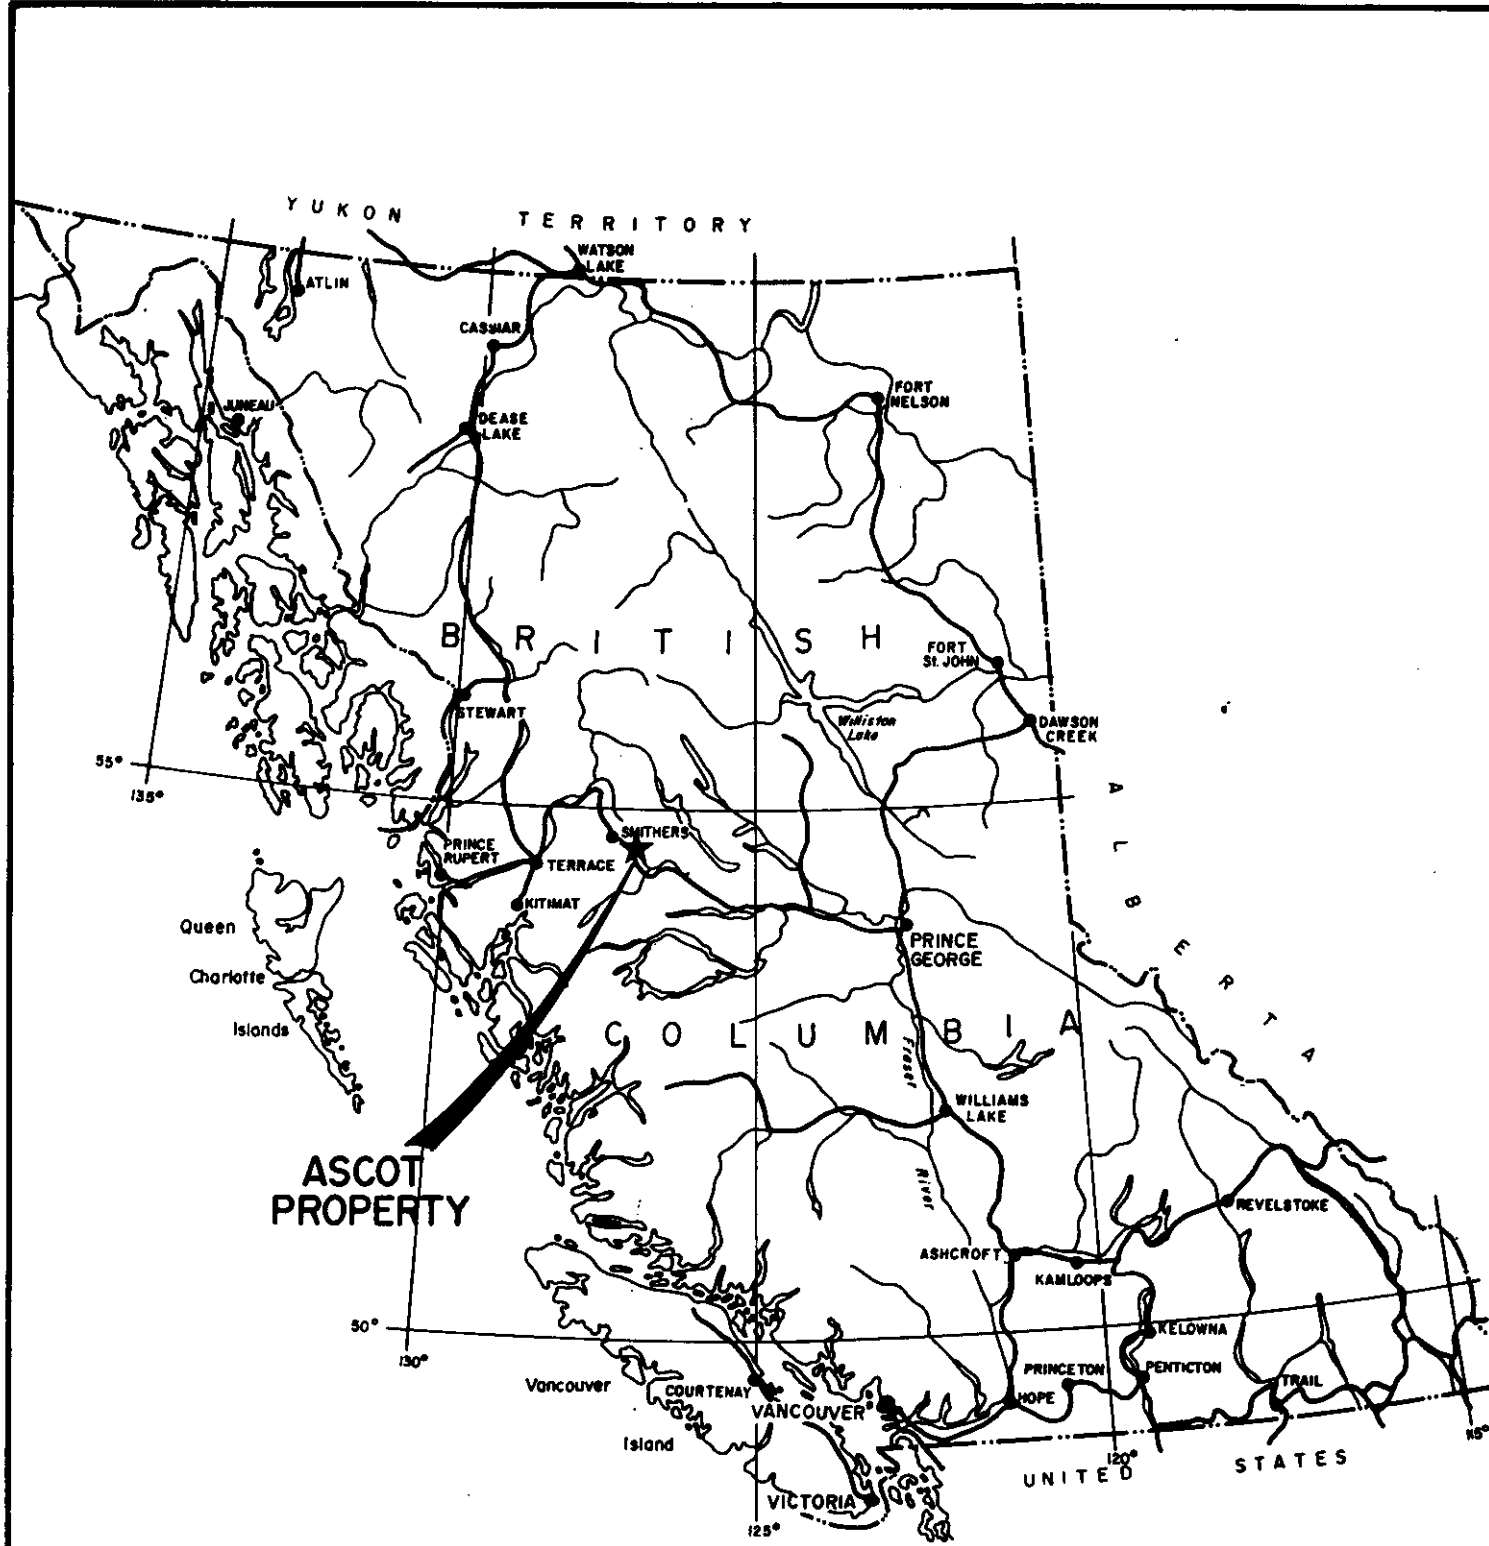 YUKON TERRITORY
WATSON
LAKE
ATLIN
CASSIAR
JUNEAU
DEASE
LAKE
FORT
NELSON
BRITISH
FORT
St. JOHN
STEWART
Williston
Lake
DAWSON
CREEK
55°
135°
ALBERTA
SMITHERS
PRINCE
RUPERT
TERRACE
KITIMAT
Queen
Charlotte
Islands
PRINCE
GEORGE
COLUMBIA
Fraser
River
WILLIAMS
LAKE
ASCOT
PROPERTY
REVELSTOKE
ASHCROFT
KAMLOOPS
50°
130°
KELOWNA
PRINCETON
PENTICTON
TRAIL
HOPE
Vancouver
Island
COURTENAY
VANCOUVER
VICTORIA
125°
120°
115°
UNITED STATES